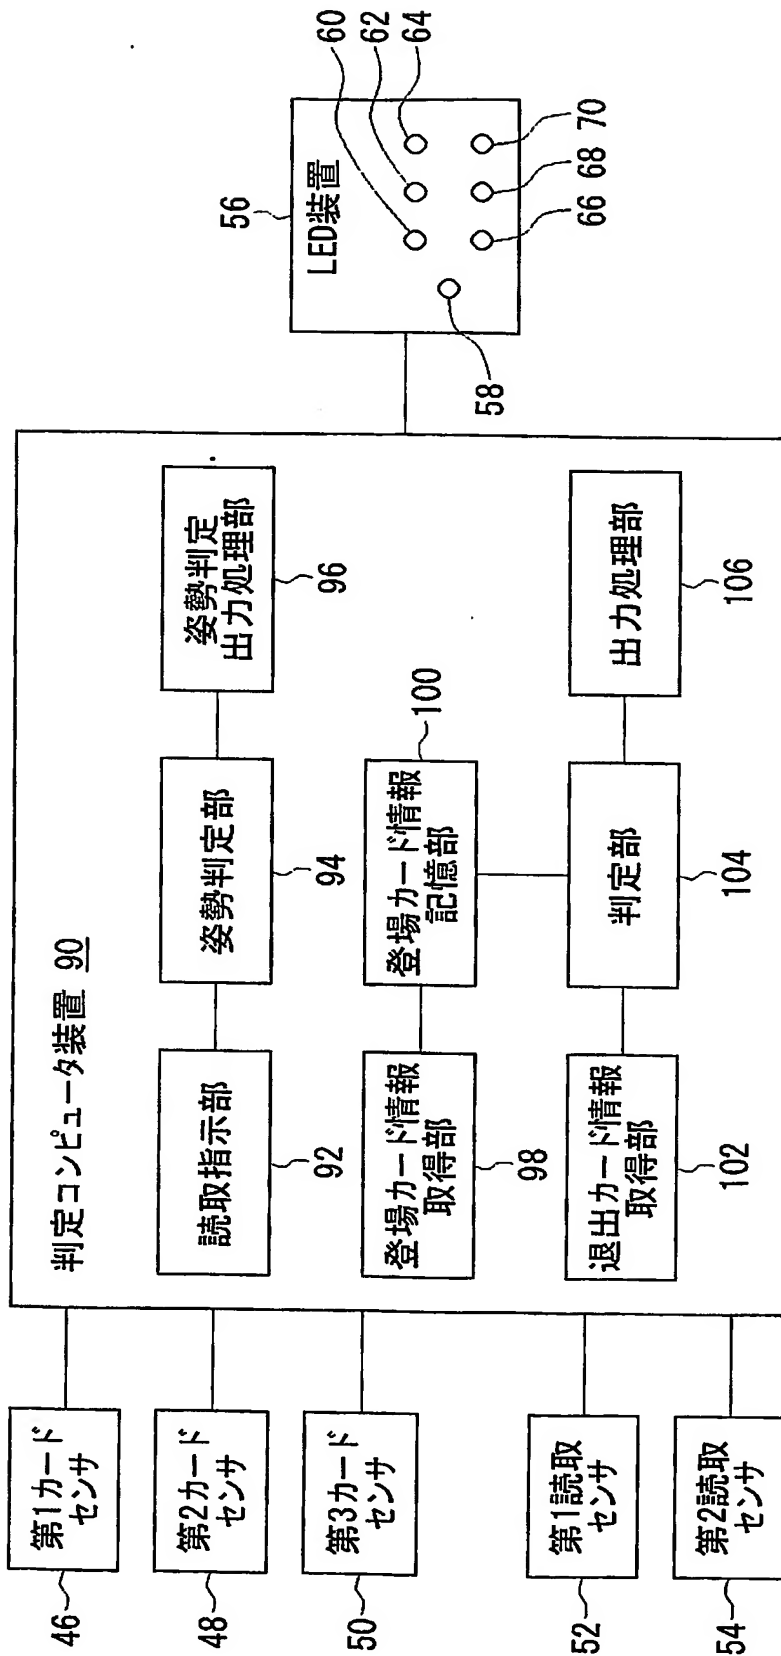 第1カード
センサ
46
第2カード
センサ
48
第3カード
センサ
50
第1読取
センサ
52
第2読取
センサ
54
判定コンピュータ装置 90
読取指示部
92
姿勢判定部
94
姿勢判定
出力処理部
96
登場カード情報
取得部
98
登場カード情報
記憶部
100
退出カード情報
取得部
102
判定部
104
出力処理部
106
56
LED装置
58
60
62
64
66
68
70